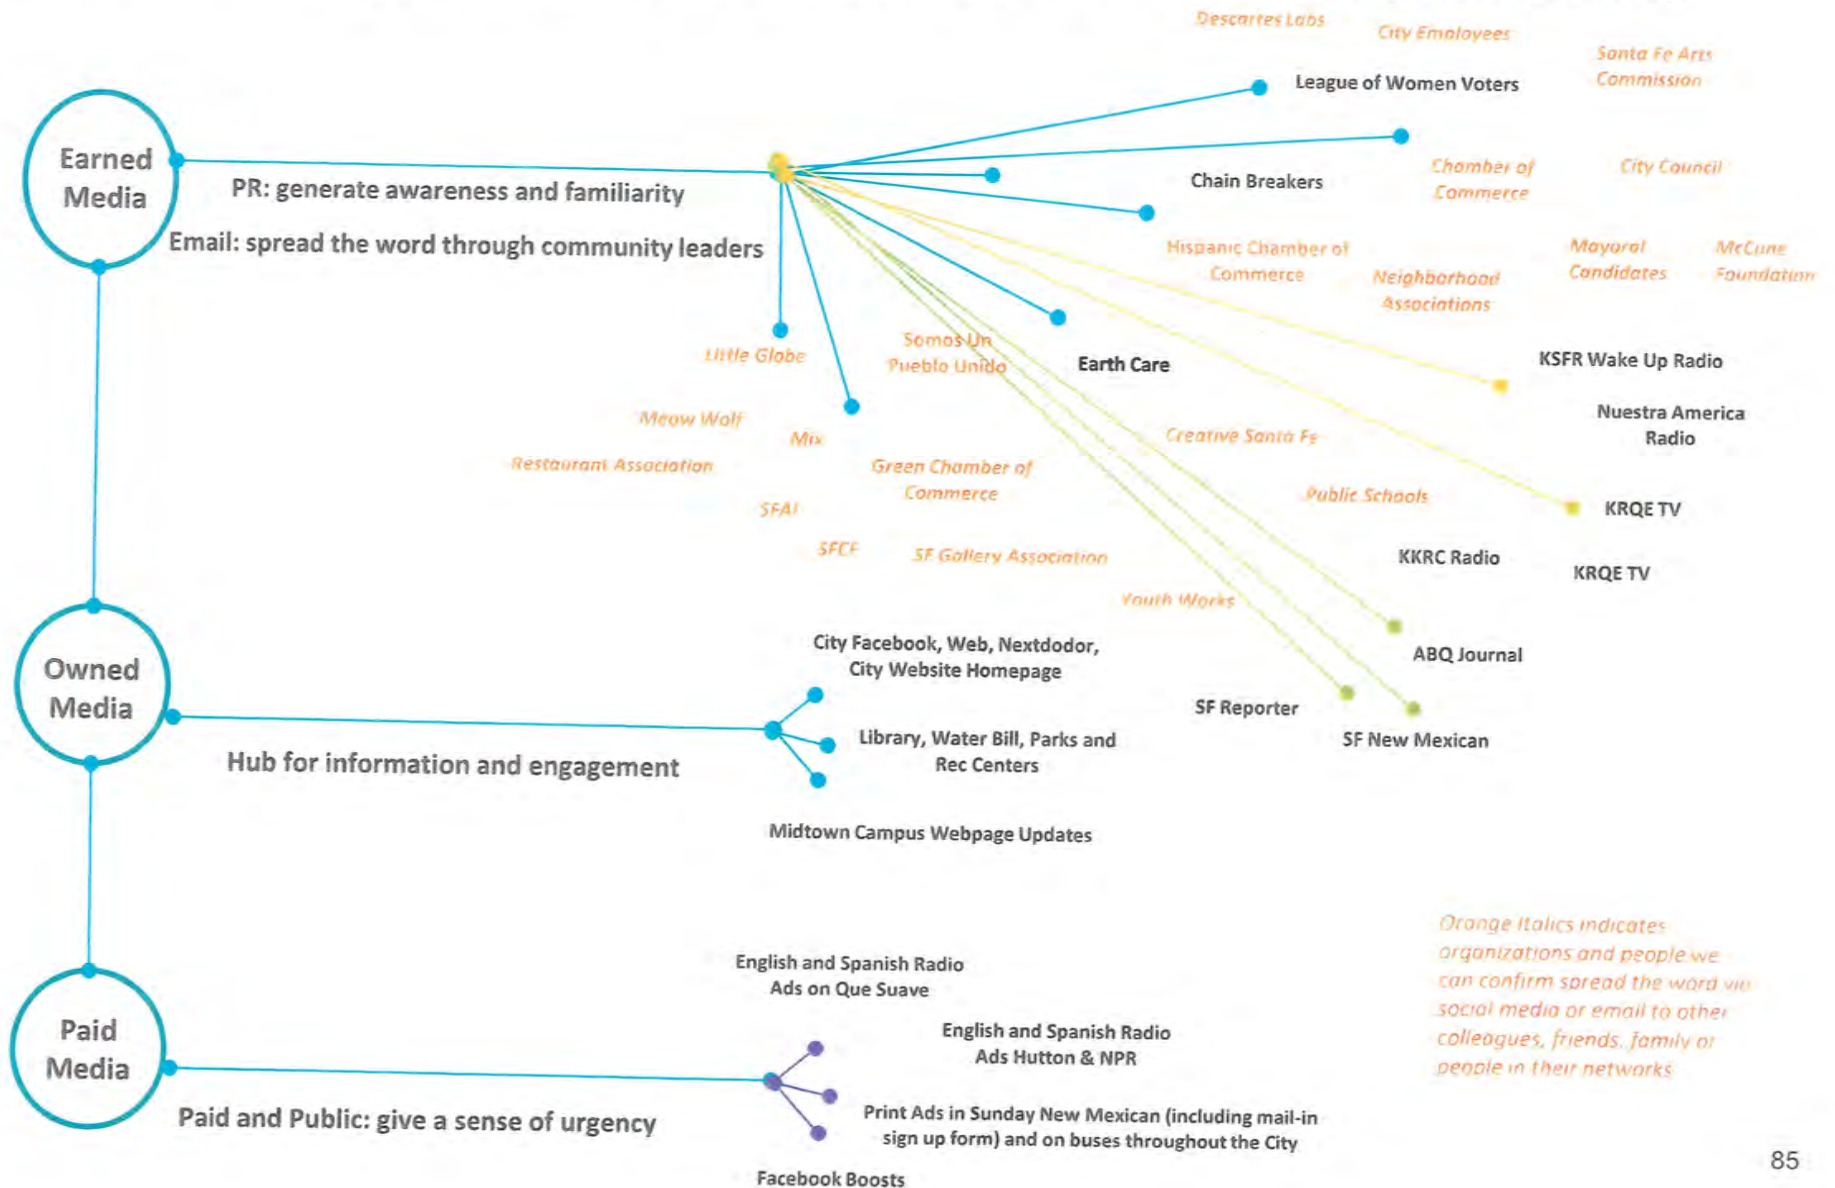 Descartes Labs
City Employees
Santa Fe Arts
Commission
League of Women Voters
Earned
Media
PR: generate awareness and familiarity
Email: spread the word through community leaders
Chain Breakers
Chamber of
Commerce
City Council
Hispanic Chamber of
Commerce
Neighborhood
Associations
Mayoral
Candidates
McCune
Foundation
Little Globe
Somos Un
Pueblo Unido
Earth Care
KSFR Wake Up Radio
Nuestra America
Radio
Meow Wolf
Mix
Restaurant Association
Green Chamber of
Commerce
Creative Santa Fe
Public Schools
SFAI
KRQE TV
SFCF
SF Gallery Association
KKRC Radio
KRQE TV
Youth Works
Owned
Media
City Facebook, Web, Nextdodor,
City Website Homepage
ABQ Journal
SF Reporter
SF New Mexican
Hub for information and engagement
Library, Water Bill, Parks and
Rec Centers
Midtown Campus Webpage Updates
Orange Italics indicates
organizations and people we
can confirm spread the word via
social media or email to other
colleagues, friends, family or
people in their networks
Paid
Media
English and Spanish Radio
Ads on Que Suave
English and Spanish Radio
Ads Hutton & NPR
Paid and Public: give a sense of urgency
Print Ads in Sunday New Mexican (including mail-in
sign up form) and on buses throughout the City
Facebook Boosts
85